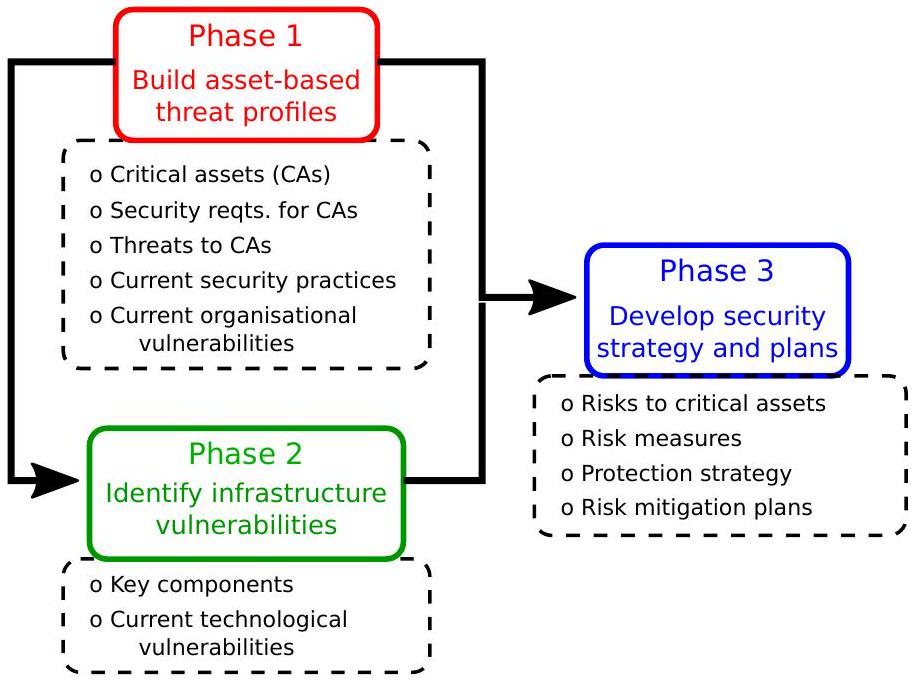 Phase 1
Build asset-based
threat profiles
o Critical assets (CAs)
o Security reqts. for CAs
o Threats to CAs
o Current security practices
o Current organisational
vulnerabilities
Phase 2
Identify infrastructure
vulnerabilities
o Key components
o Current technological
vulnerabilities
Phase 3
Develop security
strategy and plans
o Risks to critical assets
o Risk measures
o Protection strategy
o Risk mitigation plans